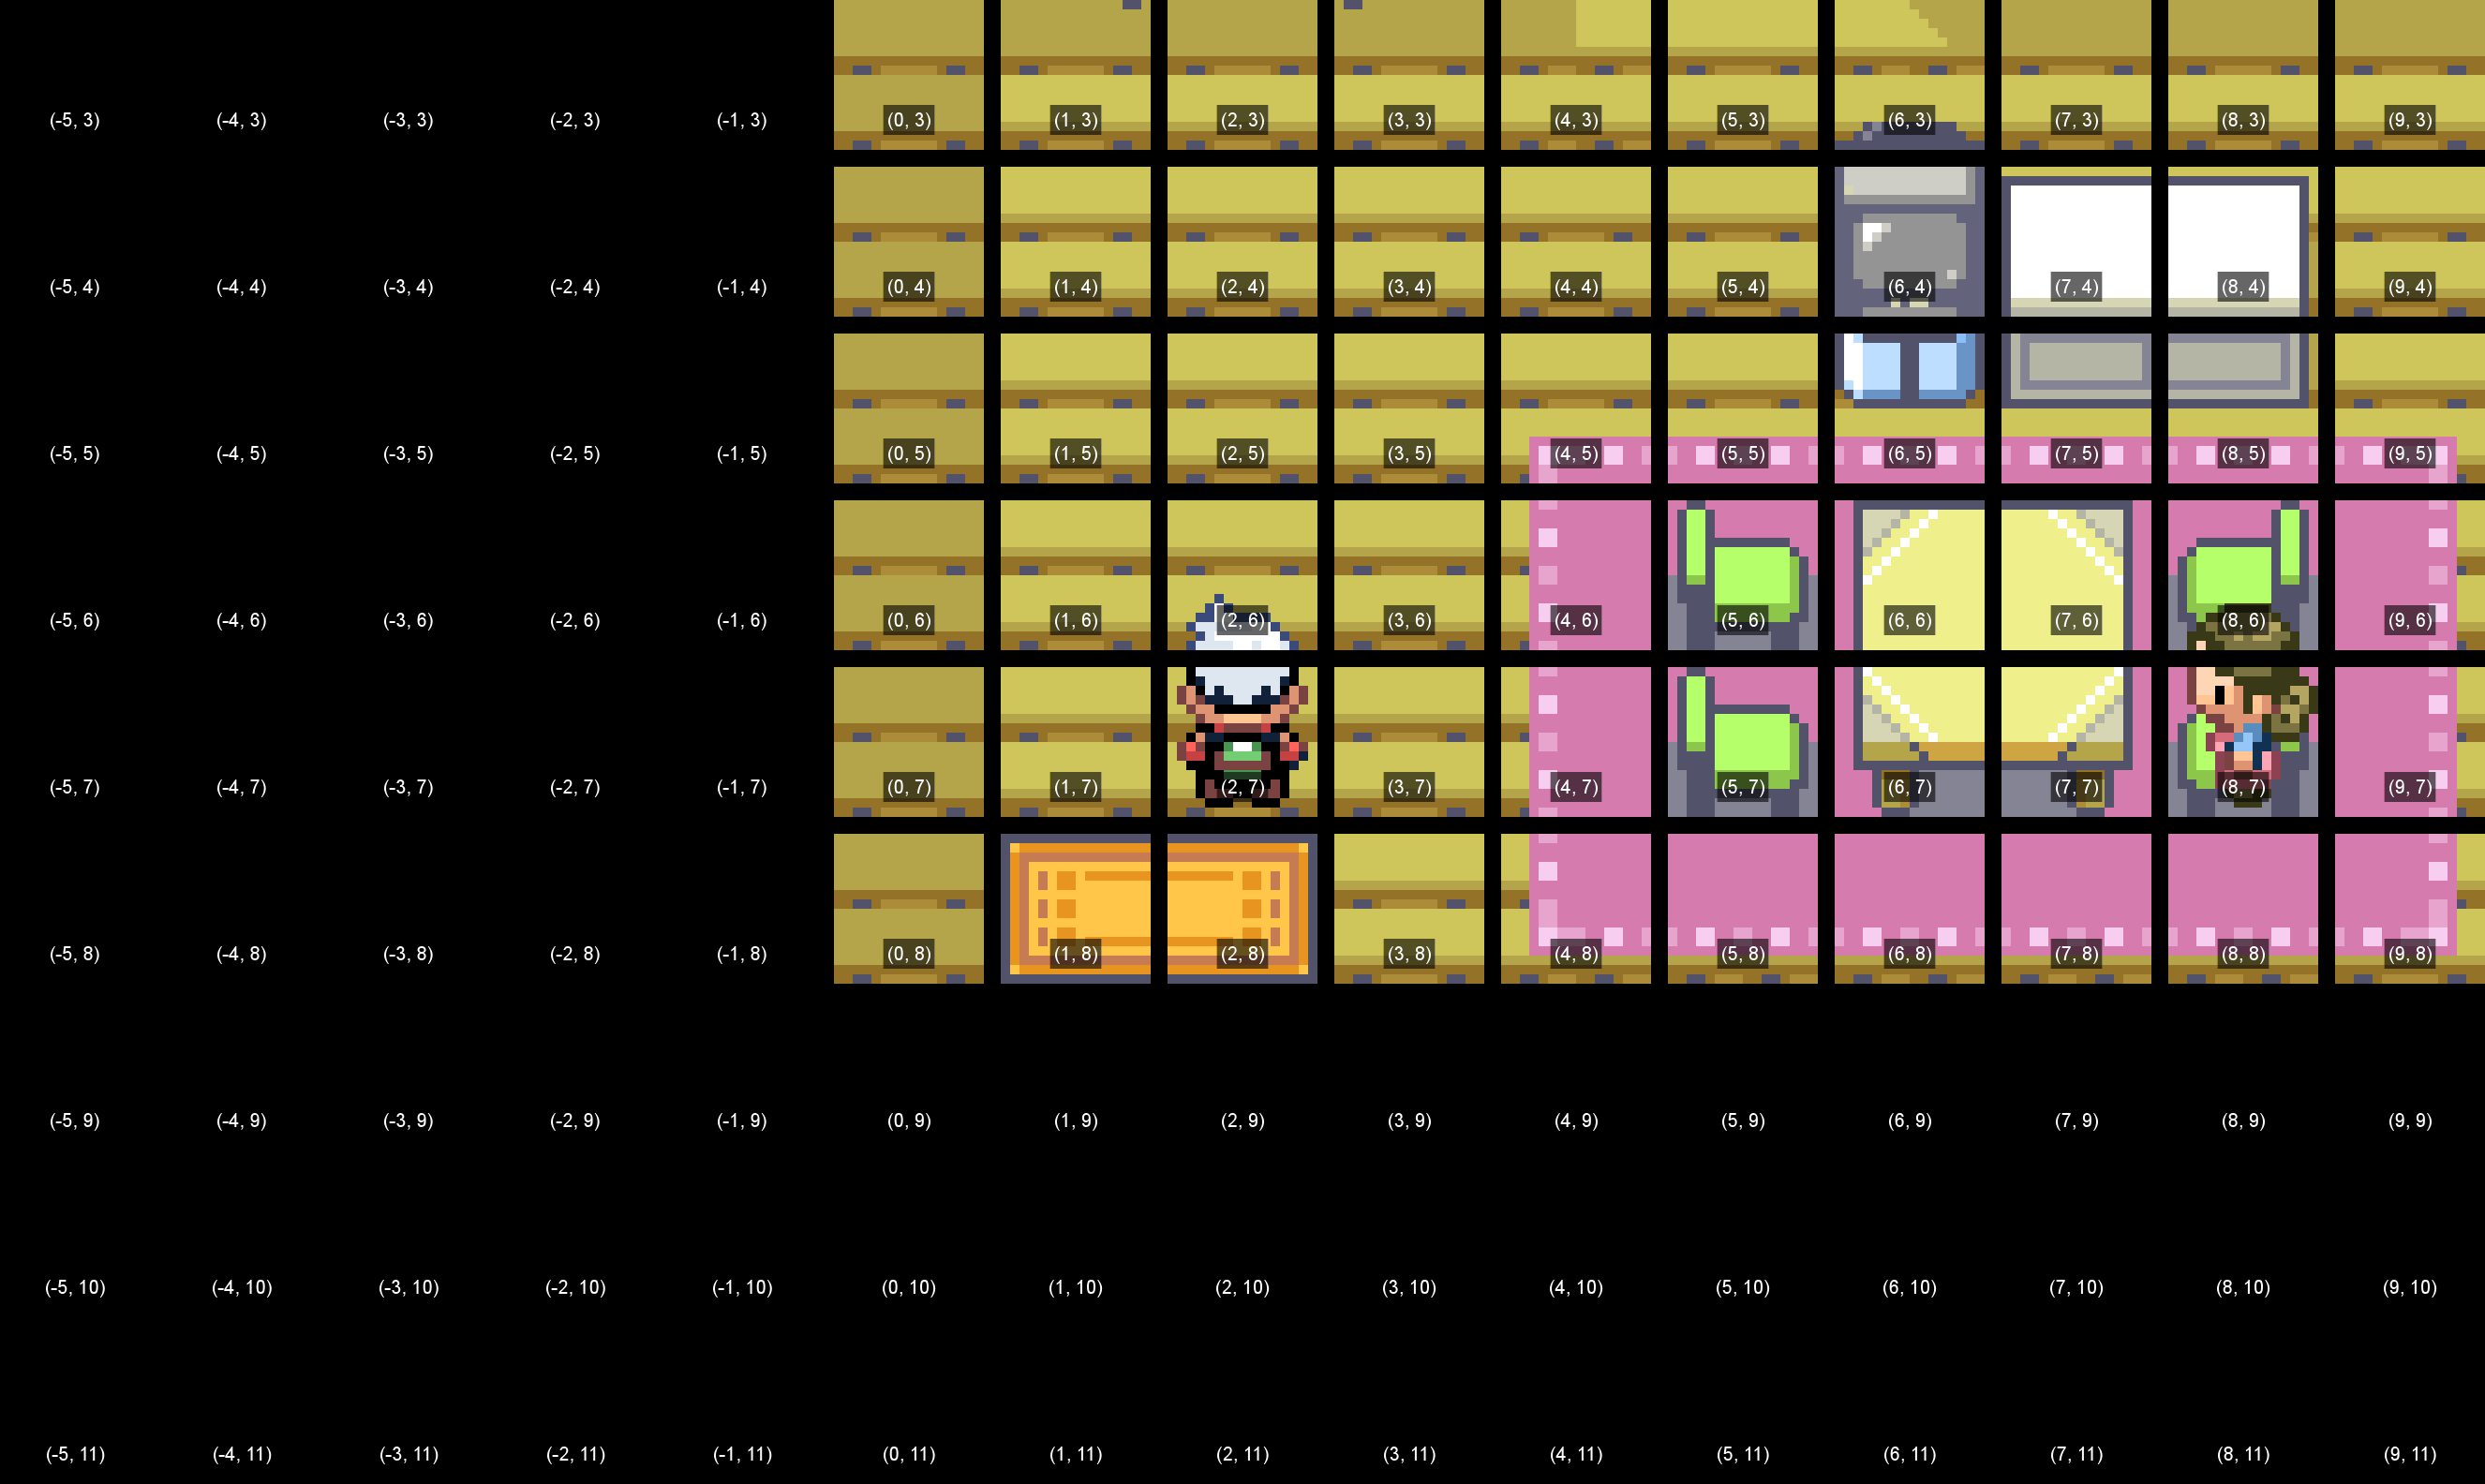 (-5, 3) (-4, 3) (-3, 3) (-2, 3) (-1, 3) (0, 3) (1, 3) (2, 3) (3, 3) (4, 3) (5, 3) (6, 3) (7, 3) (8, 3) (9, 3)
(-5, 4) (-4, 4) (-3, 4) (-2, 4) (-1, 4) (0, 4) (1, 4) (2, 4) (3, 4) (4, 4) (5, 4) (6, 4) (7, 4) (8, 4) (9, 4)
(-5, 5) (-4, 5) (-3, 5) (-2, 5) (-1, 5) (0, 5) (1, 5) (2, 5) (3, 5) (4, 5) (5, 5) (6, 5) (7, 5) (8, 5) (9, 5)
(-5, 6) (-4, 6) (-3, 6) (-2, 6) (-1, 6) (0, 6) (1, 6) (2, 6) (3, 6) (4, 6) (5, 6) (6, 6) (7, 6) (8, 6) (9, 6)
(-5, 7) (-4, 7) (-3, 7) (-2, 7) (-1, 7) (0, 7) (1, 7) (2, 7) (3, 7) (4, 7) (5, 7) (6, 7) (7, 7) (8, 7) (9, 7)
(-5, 8) (-4, 8) (-3, 8) (-2, 8) (-1, 8) (0, 8) (1, 8) (2, 8) (3, 8) (4, 8) (5, 8) (6, 8) (7, 8) (8, 8) (9, 8)
(-5, 9) (-4, 9) (-3, 9) (-2, 9) (-1, 9) (0, 9) (1, 9) (2, 9) (3, 9) (4, 9) (5, 9) (6, 9) (7, 9) (8, 9) (9, 9)
(-5, 10) (-4, 10) (-3, 10) (-2, 10) (-1, 10) (0, 10) (1, 10) (2, 10) (3, 10) (4, 10) (5, 10) (6, 10) (7, 10) (8, 10) (9, 10)
(-5, 11) (-4, 11) (-3, 11) (-2, 11) (-1, 11) (0, 11) (1, 11) (2, 11) (3, 11) (4, 11) (5, 11) (6, 11) (7, 11) (8, 11) (9, 11)